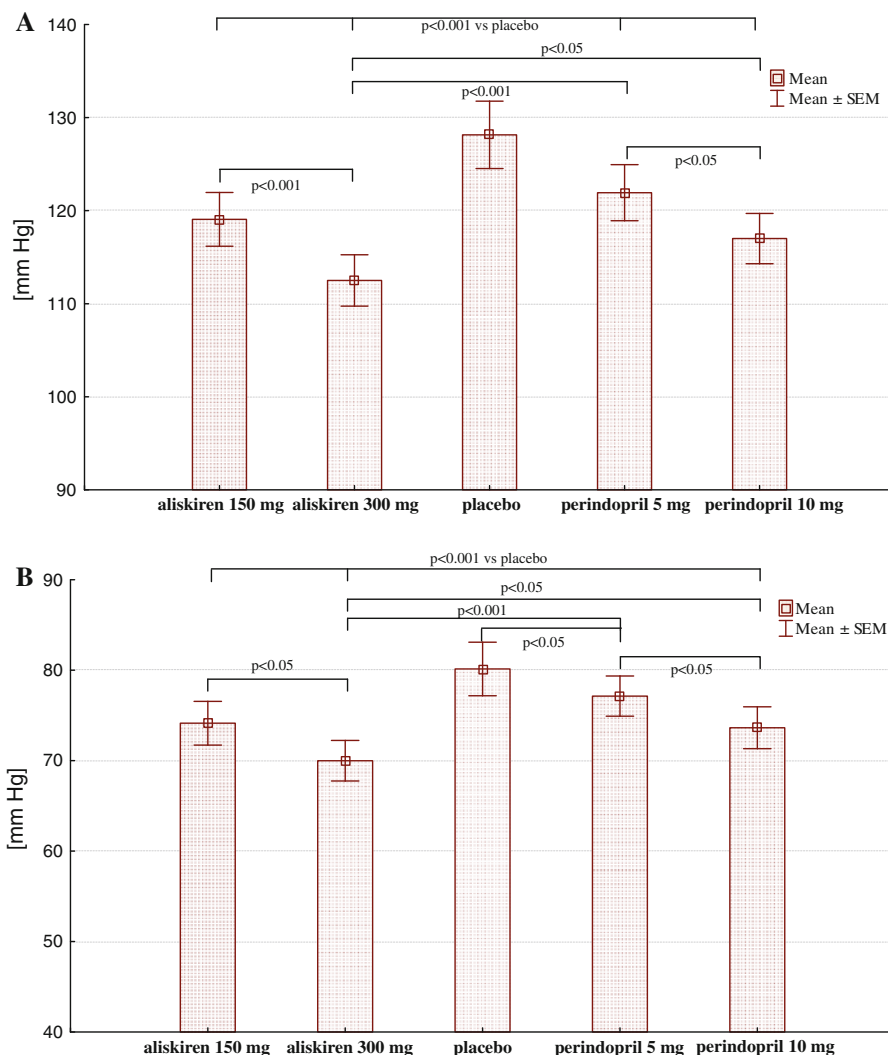 A
140
p<0.001 vs placebo
p<0.05
Mean
Mean ± SEM
p<0.001
130
p<0.05
p<0.001
120
[mm Hg]
110
100
90
aliskiren 150 mg aliskiren 300 mg placebo perindopril 5 mg perindopril 10 mg
B
90
p<0.001 vs placebo
p<0.05
Mean
Mean ± SEM
p<0.001
p<0.05
p<0.05
p<0.05
80
70
[mm Hg]
60
50
40
aliskiren 150 mg aliskiren 300 mg placebo perindopril 5 mg perindopril 10 mg